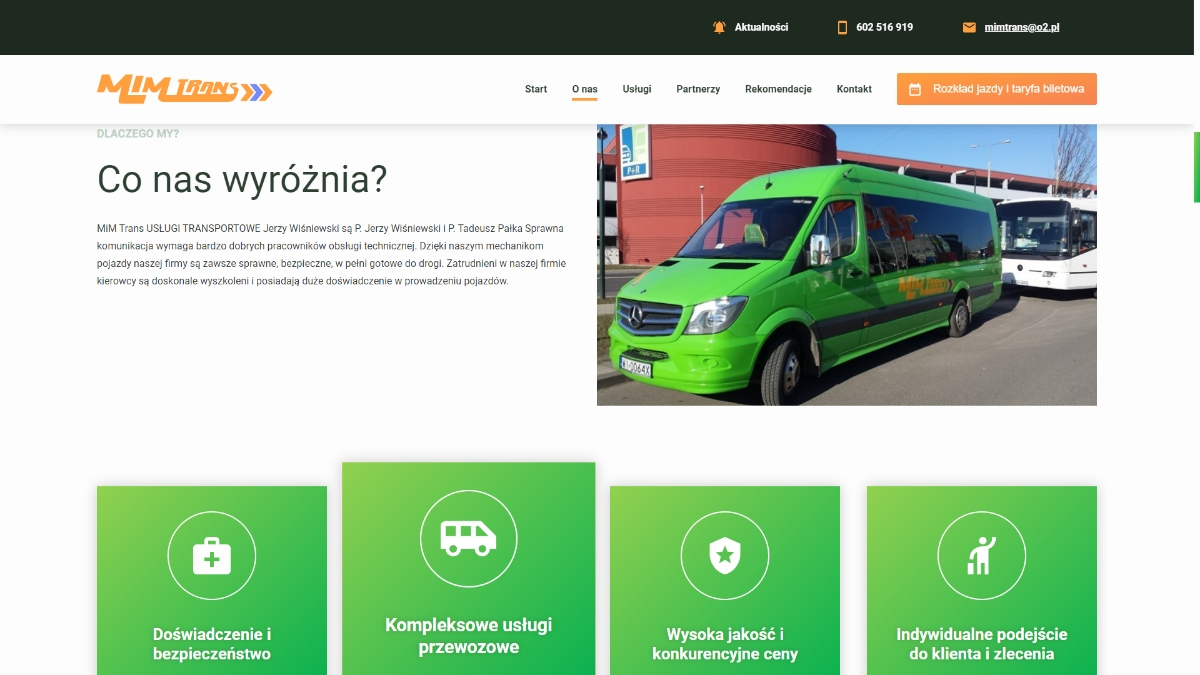 Aktualności
602 516 919
mimtrans@o2.pl
MIM TRANS
Start
O nas
Usługi
Partnerzy
Rekomendacje
Kontakt
Rozkład jazdy i taryfa biletowa
DLACZEGO MY?
Co nas wyróżnia?
MiM Trans USŁUGI TRANSPORTOWE Jerzy Wiśniewski są P. Jerzy Wiśniewski i P. Tadeusz Pałka Sprawna
komunikacja wymaga bardzo dobrych pracowników obsługi technicznej. Dzięki naszym mechanikom
pojazdy naszej firmy są zawsze sprawne, bezpieczne, w pełni gotowe do drogi. Zatrudnieni w naszej firmie
kierowcy są doskonale wyszkoleni i posiadają duże doświadczenie w prowadzeniu pojazdów.
P+R
MIM TRANS
Doświadczenie i
bezpieczeństwo
Kompleksowe usługi
przewozowe
Wysoka jakość i
konkurencyjne ceny
Indywidualne podejście
do klienta i zlecenia